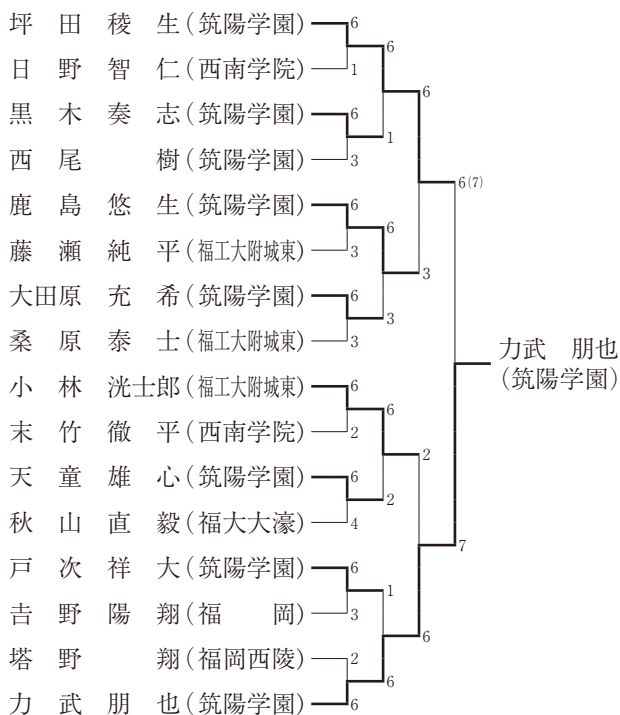 坪田稜生(筑陽学園) 6
6
日野智仁(西南学院) 1
6
黒木奏志(筑陽学園) 6
1
西尾樹(筑陽学園) 3
6(7)
鹿島悠生(筑陽学園) 6
6
藤瀬純平(福工大附城東) 3
3
大田原充希(筑陽学園) 6
3
桑原泰士(福工大附城東) 3
力武 朋也
(筑陽学園)
小林洸士郎(福工大附城東) 6
6
末竹徹平(西南学院) 2
2
天童雄心(筑陽学園) 6
2
秋山直毅(福大大濠) 4
7
戸次祥大(筑陽学園) 6
1
𠮷野陽翔(福岡) 3
6
塔野翔(福岡西陵) 2
6
力武朋也(筑陽学園) 6